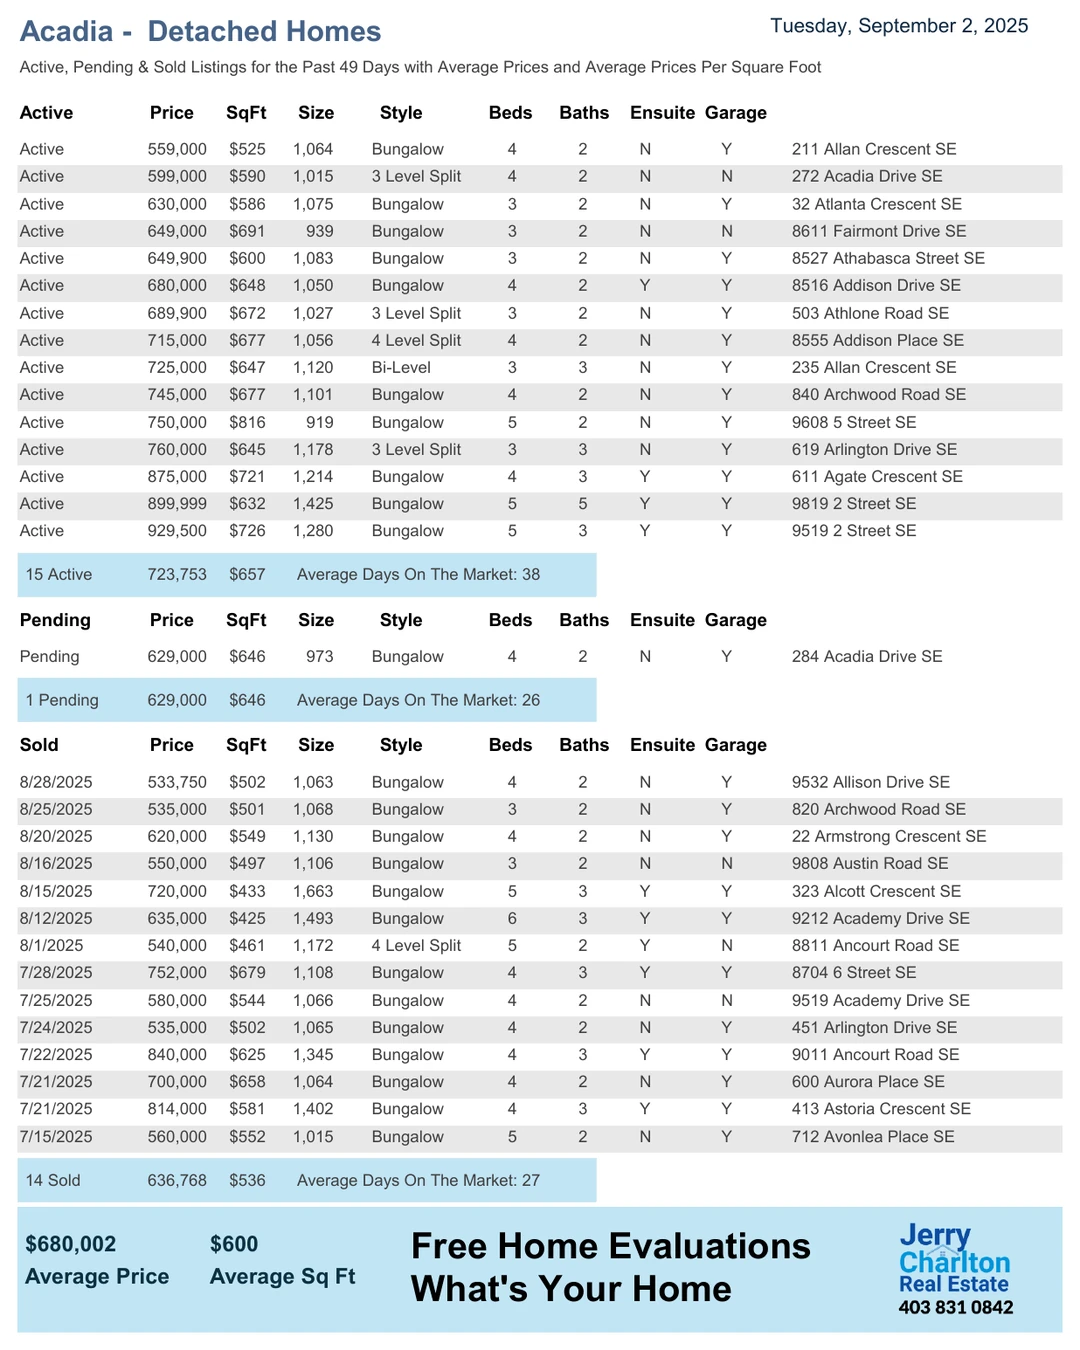 Acadia - Detached Homes
Tuesday, September 2, 2025
Active, Pending & Sold Listings for the Past 49 Days with Average Prices and Average Prices Per Square Foot
Active Price SqFt Size Style Beds Baths Ensuite Garage
Active 559,000 $525 1,064 Bungalow 4 2 N Y 211 Allan Crescent SE
Active 599,000 $590 1,015 3 Level Split 4 2 N N 272 Acadia Drive SE
Active 630,000 $586 1,075 Bungalow 3 2 N Y 32 Atlanta Crescent SE
Active 649,000 $691 939 Bungalow 3 2 N N 8611 Fairmont Drive SE
Active 649,900 $600 1,083 Bungalow 3 2 N Y 8527 Athabasca Street SE
Active 680,000 $648 1,050 Bungalow 4 2 Y Y 8516 Addison Drive SE
Active 689,900 $672 1,027 3 Level Split 3 2 N Y 503 Athlone Road SE
Active 715,000 $677 1,056 4 Level Split 4 2 N Y 8555 Addison Place SE
Active 725,000 $647 1,120 Bi-Level 3 3 N Y 235 Allan Crescent SE
Active 745,000 $677 1,101 Bungalow 4 2 N Y 840 Archwood Road SE
Active 750,000 $816 919 Bungalow 5 2 N Y 9608 5 Street SE
Active 760,000 $645 1,178 3 Level Split 3 3 N Y 619 Arlington Drive SE
Active 875,000 $721 1,214 Bungalow 4 3 Y Y 611 Agate Crescent SE
Active 899,999 $632 1,425 Bungalow 5 5 Y Y 9819 2 Street SE
Active 929,500 $726 1,280 Bungalow 5 3 Y Y 9519 2 Street SE
15 Active 723,753 $657 Average Days On The Market: 38
Pending Price SqFt Size Style Beds Baths Ensuite Garage
Pending 629,000 $646 973 Bungalow 4 2 N Y 284 Acadia Drive SE
1 Pending 629,000 $646 Average Days On The Market: 26
Sold Price SqFt Size Style Beds Baths Ensuite Garage
8/28/2025 533,750 $502 1,063 Bungalow 4 2 N Y 9532 Allison Drive SE
8/25/2025 535,000 $501 1,068 Bungalow 3 2 N Y 820 Archwood Road SE
8/20/2025 620,000 $549 1,130 Bungalow 4 2 N Y 22 Armstrong Crescent SE
8/16/2025 550,000 $497 1,106 Bungalow 3 2 N N 9808 Austin Road SE
8/15/2025 720,000 $433 1,663 Bungalow 5 3 Y Y 323 Alcott Crescent SE
8/12/2025 635,000 $425 1,493 Bungalow 6 3 Y Y 9212 Academy Drive SE
8/1/2025 540,000 $461 1,172 4 Level Split 5 2 Y N 8811 Ancourt Road SE
7/28/2025 752,000 $679 1,108 Bungalow 4 3 Y Y 8704 6 Street SE
7/25/2025 580,000 $544 1,066 Bungalow 4 2 N N 9519 Academy Drive SE
7/24/2025 535,000 $502 1,065 Bungalow 4 2 N Y 451 Arlington Drive SE
7/22/2025 840,000 $625 1,345 Bungalow 4 3 Y Y 9011 Ancourt Road SE
7/21/2025 700,000 $658 1,064 Bungalow 4 2 N Y 600 Aurora Place SE
7/21/2025 814,000 $581 1,402 Bungalow 4 3 Y Y 413 Astoria Crescent SE
7/15/2025 560,000 $552 1,015 Bungalow 5 2 N Y 712 Avonlea Place SE
14 Sold 636,768 $536 Average Days On The Market: 27
$680,002 $600
Average Price Average Sq Ft
Free Home Evaluations
What's Your Home
Jerry
Charlton
Real Estate
403 831 0842